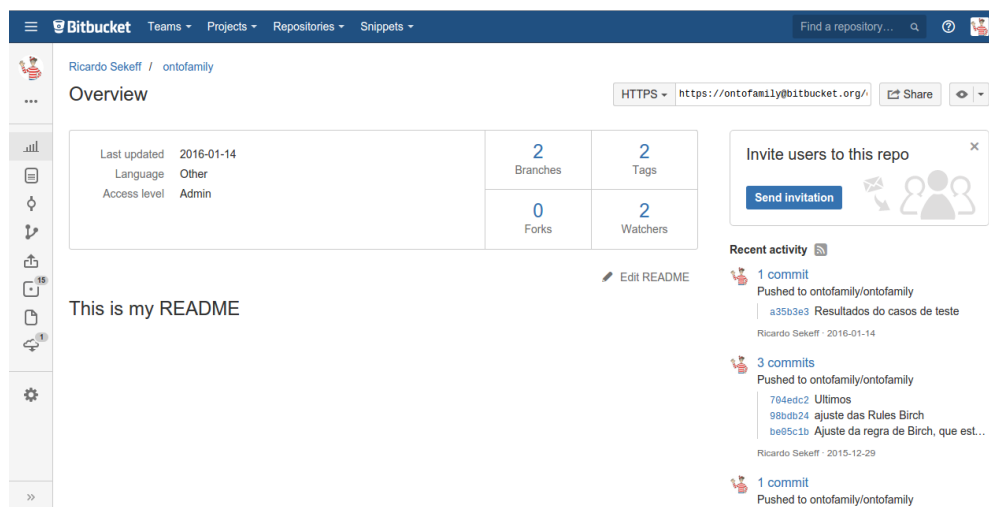 Bitbucket Teams Projects Repositories Snippets Find a repository...
Ricardo Sekeff / ontofamily
Overview
HTTPS https://ontofamily@bitbucket.org/ Share
Last updated 2016-01-14
Language Other
Access level Admin
2 Branches
2 Tags
0 Forks
2 Watchers
Invite users to this repo
Send invitation
Edit README
This is my README
15
1
Recent activity
1 commit
Pushed to ontofamily/ontofamily
a35b3e3 Resultados do casos de teste
Ricardo Sekeff · 2016-01-14
3 commits
Pushed to ontofamily/ontofamily
704edc2 Ultimos
98bdb24 ajuste das Rules Birch
be05c1b Ajuste da regra de Birch, que est...
Ricardo Sekeff · 2015-12-29
1 commit
Pushed to ontofamily/ontofamily